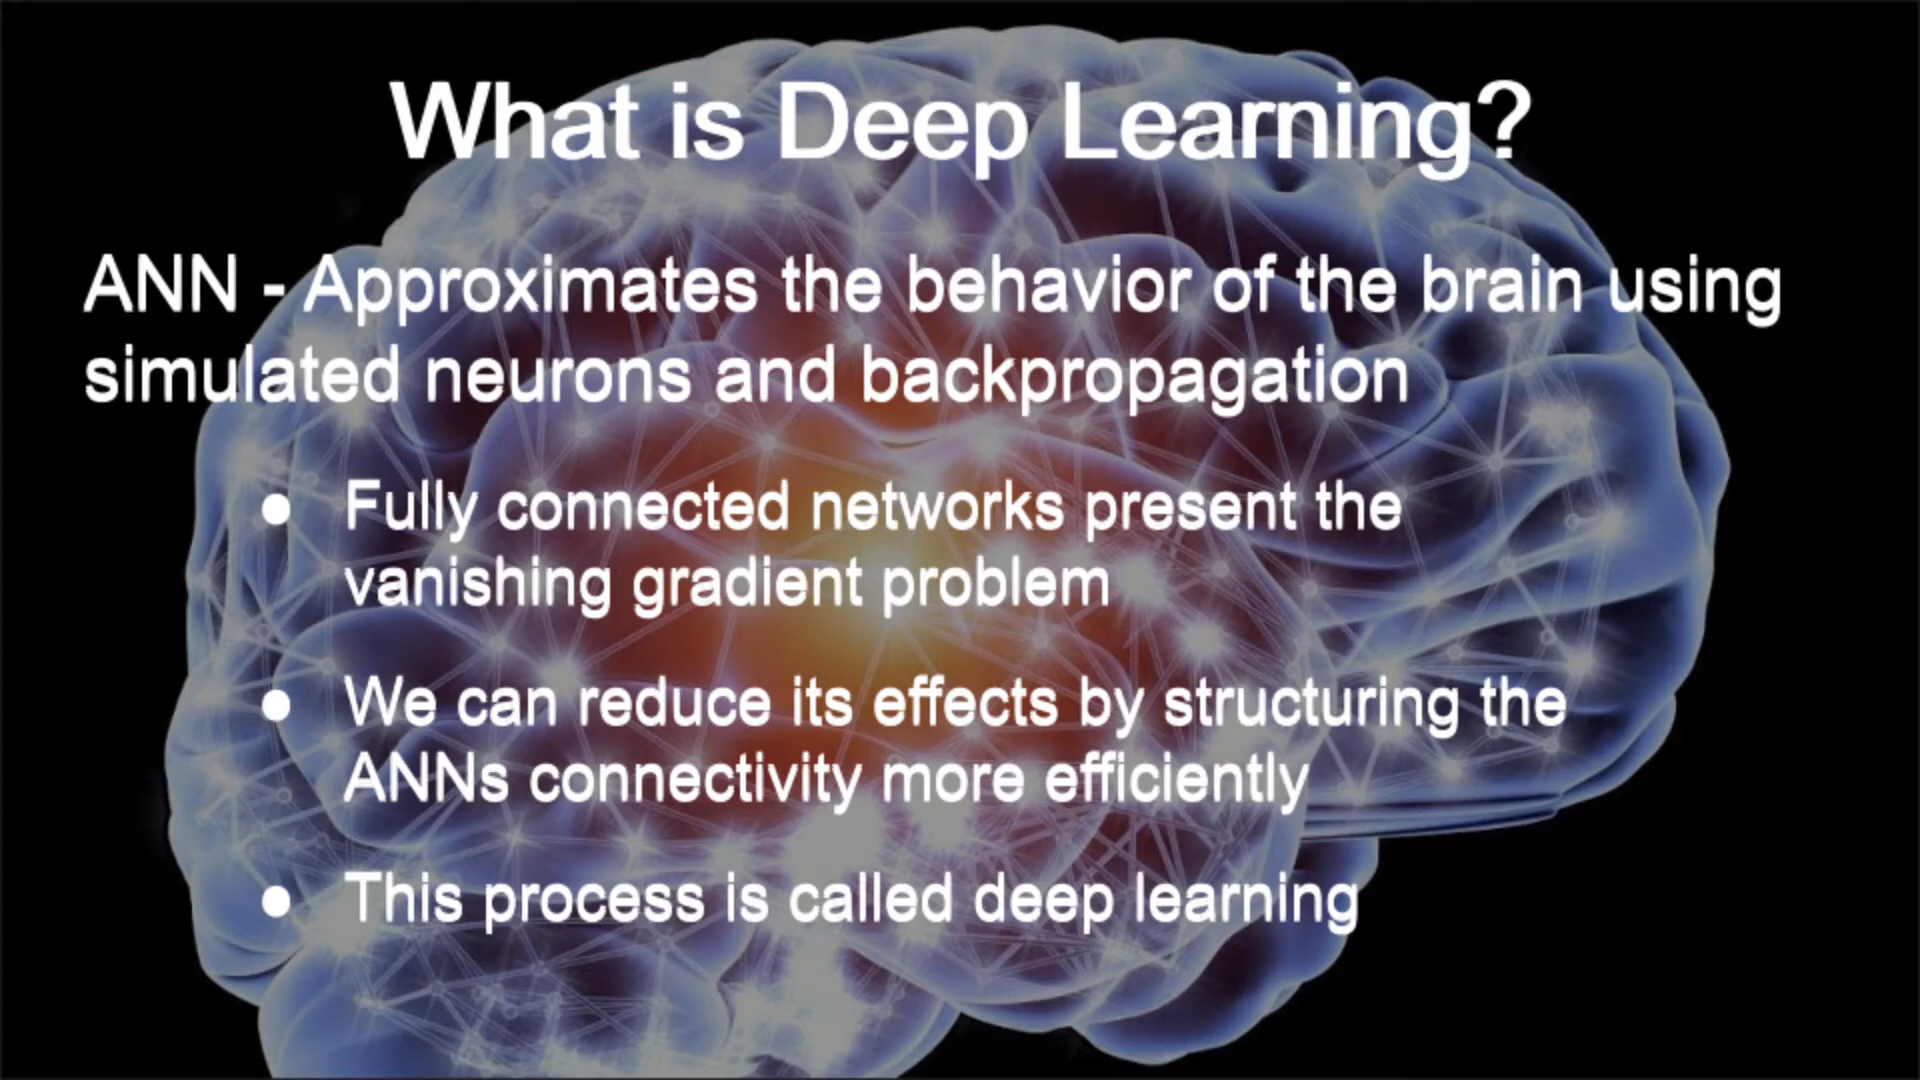 What is Deep Learning?
ANN - Approximates the behavior of the brain using
simulated neurons and backpropagation
● Fully connected networks present the
vanishing gradient problem
● We can reduce its effects by structuring the
ANNs connectivity more efficiently
● This process is called deep learning